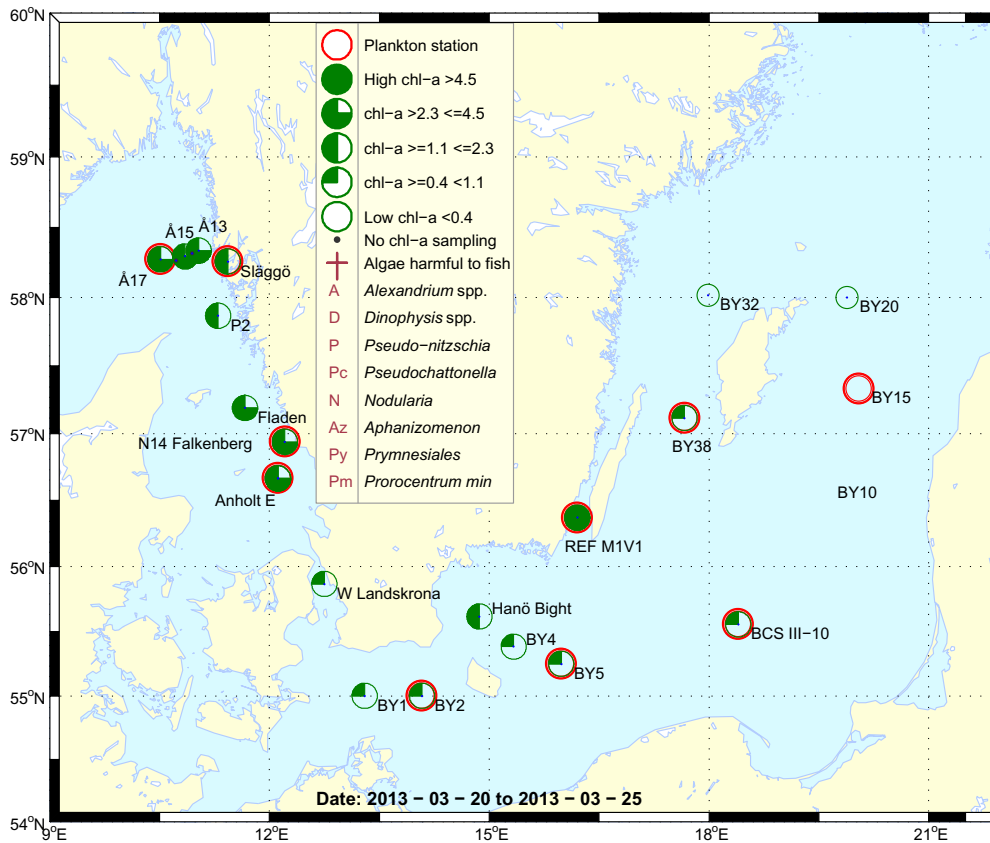 60°N
59°N
58°N
57°N
56°N
55°N
54°N
9°E
12°E
15°E
18°E
21°E
Plankton station
High chl−a >4.5
chl−a >2.3 <=4.5
chl−a >=1.1 <=2.3
chl−a >=0.4 <1.1
Low chl−a <0.4
No chl−a sampling
Algae harmful to fish
A Alexandrium spp.
D Dinophysis spp.
P Pseudo−nitzschia
Pc Pseudochattonella
N Nodularia
Az Aphanizomenon
Py Prymnesiales
Pm Prorocentrum min
Å13
Å15
Å17
Släggö
P2
Fladen
N14 Falkenberg
Anholt E
W Landskrona
Hanö Bight
BY4
BY5
BY1
BY2
REF M1V1
BCS III−10
BY10
BY38
BY15
BY32
BY20
Date: 2013 − 03 − 20 to 2013 − 03 − 25